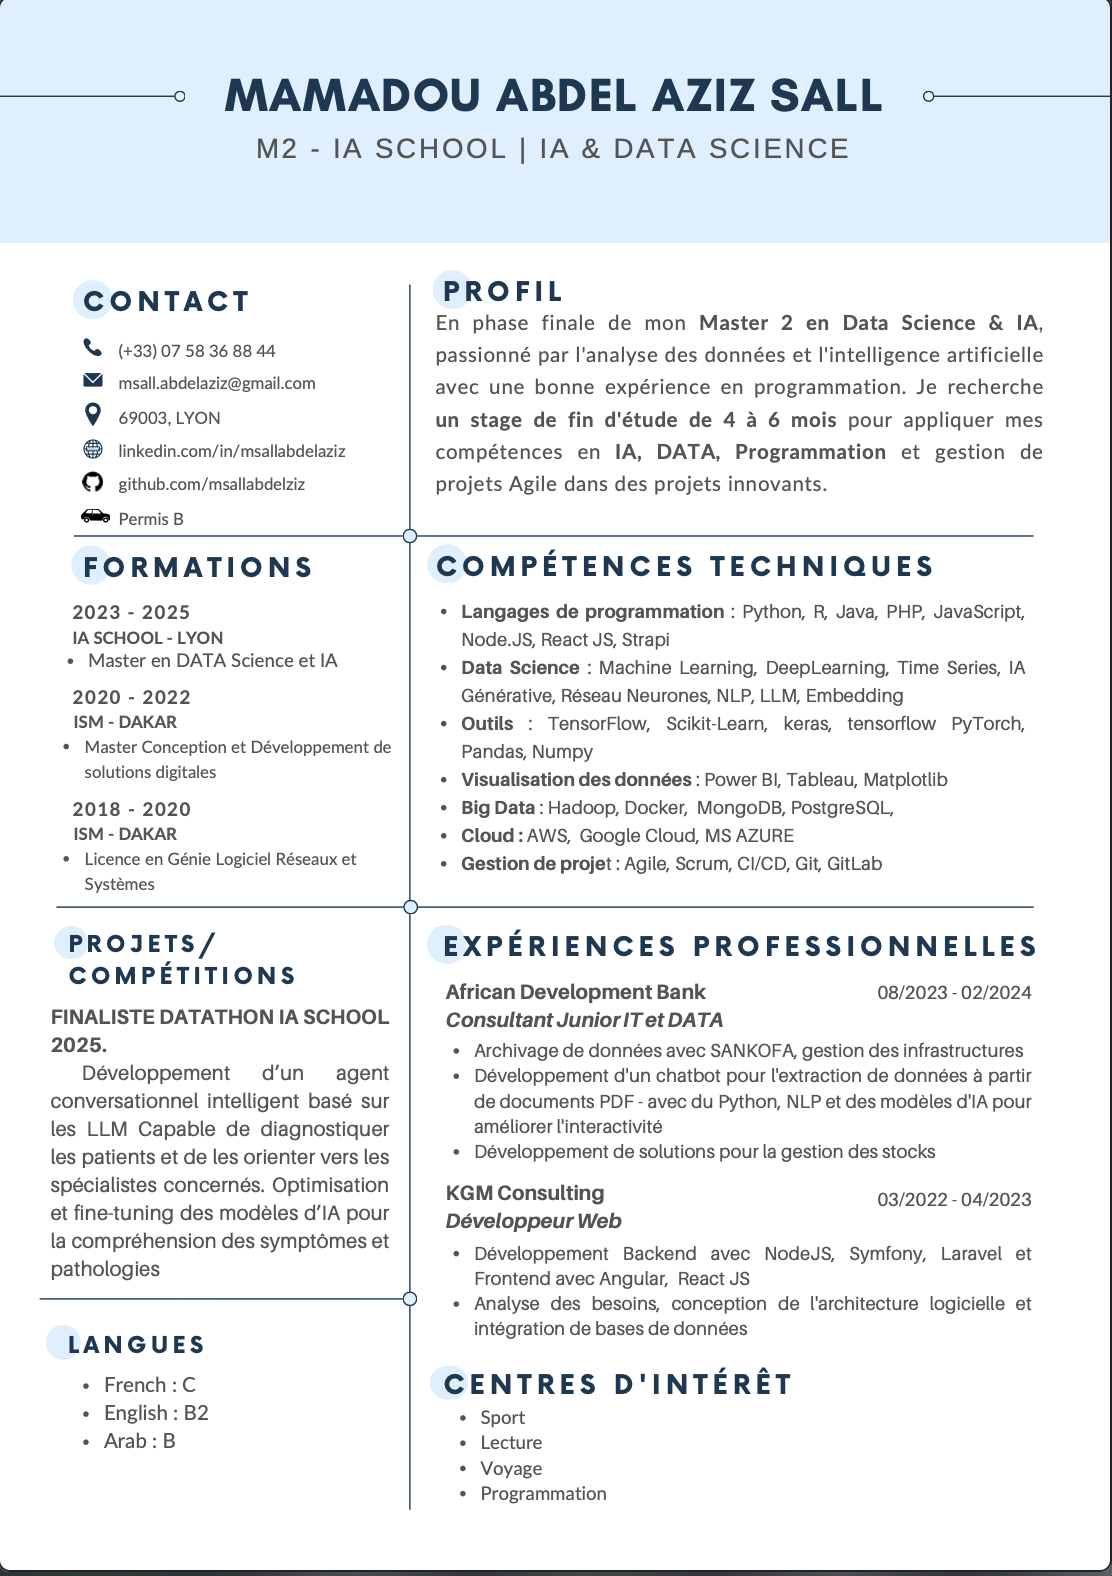 MAMADOU ABDEL AZIZ SALL
M2 - IA SCHOOL | IA & DATA SCIENCE
CONTACT
(+33) 07 58 36 88 44
msall.abdelaziz@gmail.com
69003, LYON
linkedin.com/in/msallabdelaziz
github.com/msallabdelziz
Permis B
PROFIL
En phase finale de mon Master 2 en Data Science & IA,
passionné par l'analyse des données et l'intelligence artificielle
avec une bonne expérience en programmation. Je recherche
un stage de fin d'étude de 4 à 6 mois pour appliquer mes
compétences en IA, DATA, Programmation et gestion de
projets Agile dans des projets innovants.
FORMATIONS
2023 - 2025
IA SCHOOL - LYON
• Master en DATA Science et IA
2020 - 2022
ISM - DAKAR
• Master Conception et Développement de
solutions digitales
2018 - 2020
ISM - DAKAR
• Licence en Génie Logiciel Réseaux et
Systèmes
COMPÉTENCES TECHNIQUES
• Langages de programmation : Python, R, Java, PHP, JavaScript,
Node.JS, React JS, Strapi
• Data Science : Machine Learning, DeepLearning, Time Series, IA
Générative, Réseau Neurones, NLP, LLM, Embedding
• Outils : TensorFlow, Scikit-Learn, keras, tensorflow PyTorch,
Pandas, Numpy
• Visualisation des données : Power BI, Tableau, Matplotlib
• Big Data : Hadoop, Docker, MongoDB, PostgreSQL,
• Cloud : AWS, Google Cloud, MS AZURE
• Gestion de projet : Agile, Scrum, CI/CD, Git, GitLab
PROJETS/
COMPÉTITIONS
FINALISTE DATATHON IA SCHOOL
2025.
Développement d’un agent
conversationnel intelligent basé sur
les LLM Capable de diagnostiquer
les patients et de les orienter vers les
spécialistes concernés. Optimisation
et fine-tuning des modèles d’IA pour
la compréhension des symptômes et
pathologies
LANGUES
• French : C
• English : B2
• Arab : B
EXPÉRIENCES PROFESSIONNELLES
African Development Bank 08/2023 - 02/2024
Consultant Junior IT et DATA
• Archivage de données avec SANKOFA, gestion des infrastructures
• Développement d'un chatbot pour l'extraction de données à partir
de documents PDF - avec du Python, NLP et des modèles d'IA pour
améliorer l'interactivité
• Développement de solutions pour la gestion des stocks
KGM Consulting 03/2022 - 04/2023
Développeur Web
• Développement Backend avec NodeJS, Symfony, Laravel et
Frontend avec Angular, React JS
• Analyse des besoins, conception de l'architecture logicielle et
intégration de bases de données
CENTRES D'INTÉRÊT
• Sport
• Lecture
• Voyage
• Programmation